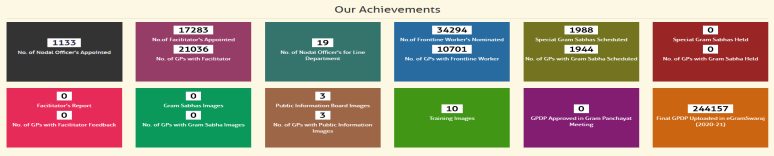 Our Achievements
1133
No. of Nodal Officer's Appointed
17283
No.of Facilitator's Appointed
21036
No. of GPs with Facilitator
19
No. of Nodal Officer's for Line
Department
34294
No.of Frontline Worker's Nominated
10701
No. of GPs with Frontline Worker
1988
Special Gram Sabhas Scheduled
1944
No. of GPs with Gram Sabha Scheduled
0
Special Gram Sabhas Held
0
No. of GPs with Gram Sabha Held
0
Facilitator's Report
0
No. of GPs with Facilitator Feedback
0
Gram Sabhas Images
0
No. of GPs with Gram Sabha Images
3
Public Information Board Images
3
No. of GPs with Public Information
Images
10
Training Images
0
GPDP Approved in Gram Panchayat
Meeting
244157
Final GPDP Uploaded in eGramSwaraj
(2020-21)